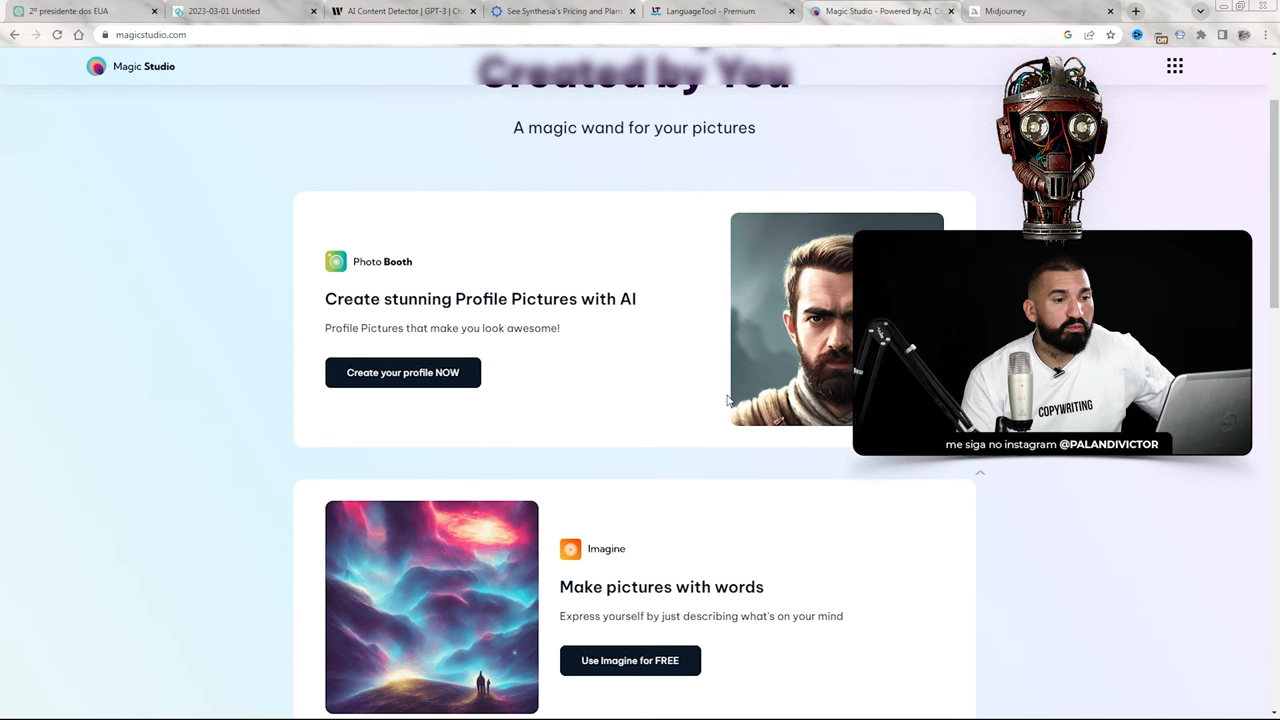 2º presidente dos EUA
2023-03-01 Untitled
AI Content Detector | GPT-3 | Ch
See Synthesia's Pricing and Plans
LanguageTool - Premium
Magic Studio - Powered by AI, C
Midjourney
magicstudio.com
Off
Magic Studio
Created by You
A magic wand for your pictures
Photo Booth
Create stunning Profile Pictures with AI
Profile Pictures that make you look awesome!
Create your profile NOW
COPYWRITING
me siga no instagram @PALANDIVICTOR
Imagine
Make pictures with words
Express yourself by just describing what's on your mind
Use Imagine for FREE